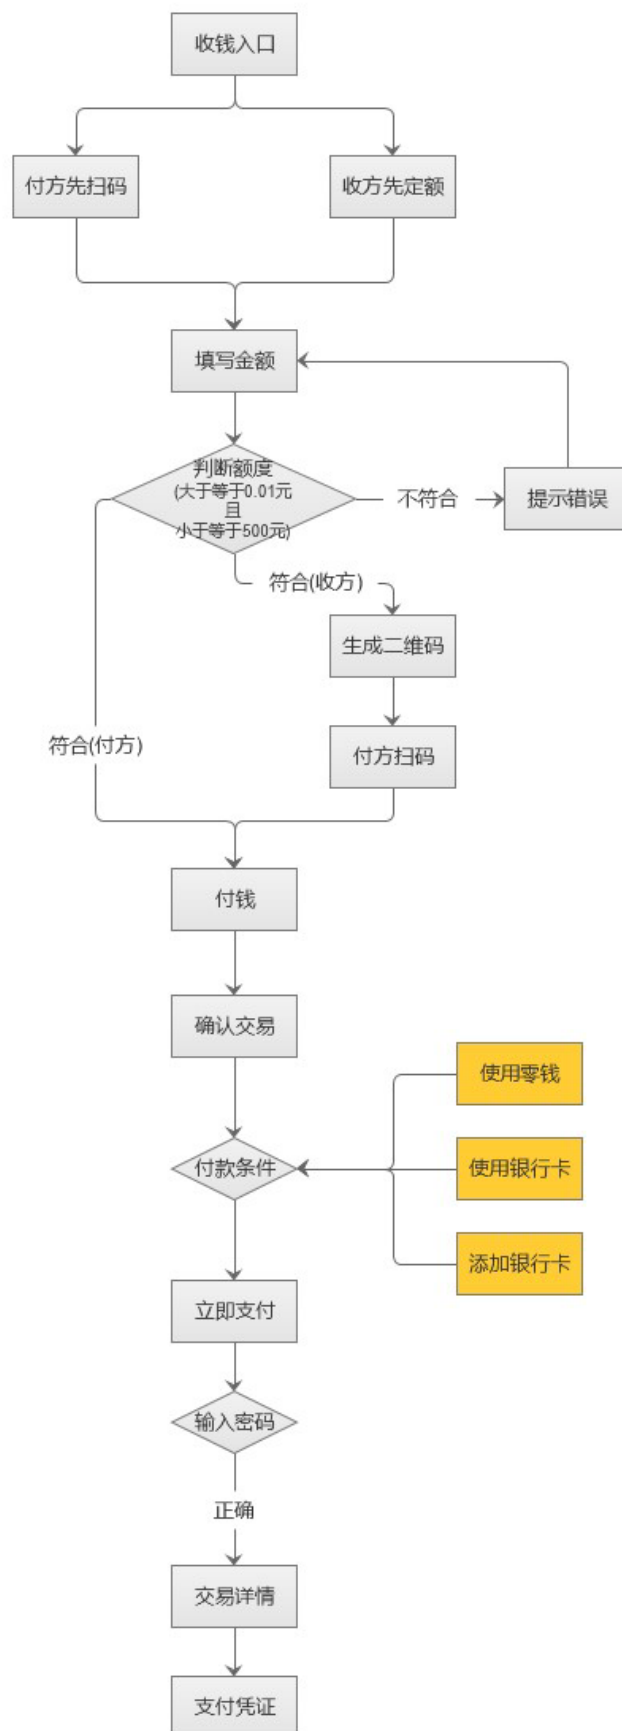 收钱入口
付方先扫码
收方先定额
填写金额
判断额度
(大于等于0.01元
且
小于等于500元)
不符合
提示错误
符合(收方)
生成二维码
符合(付方)
付方扫码
付钱
确认交易
使用零钱
付款条件
使用银行卡
添加银行卡
立即支付
输入密码
正确
交易详情
支付凭证